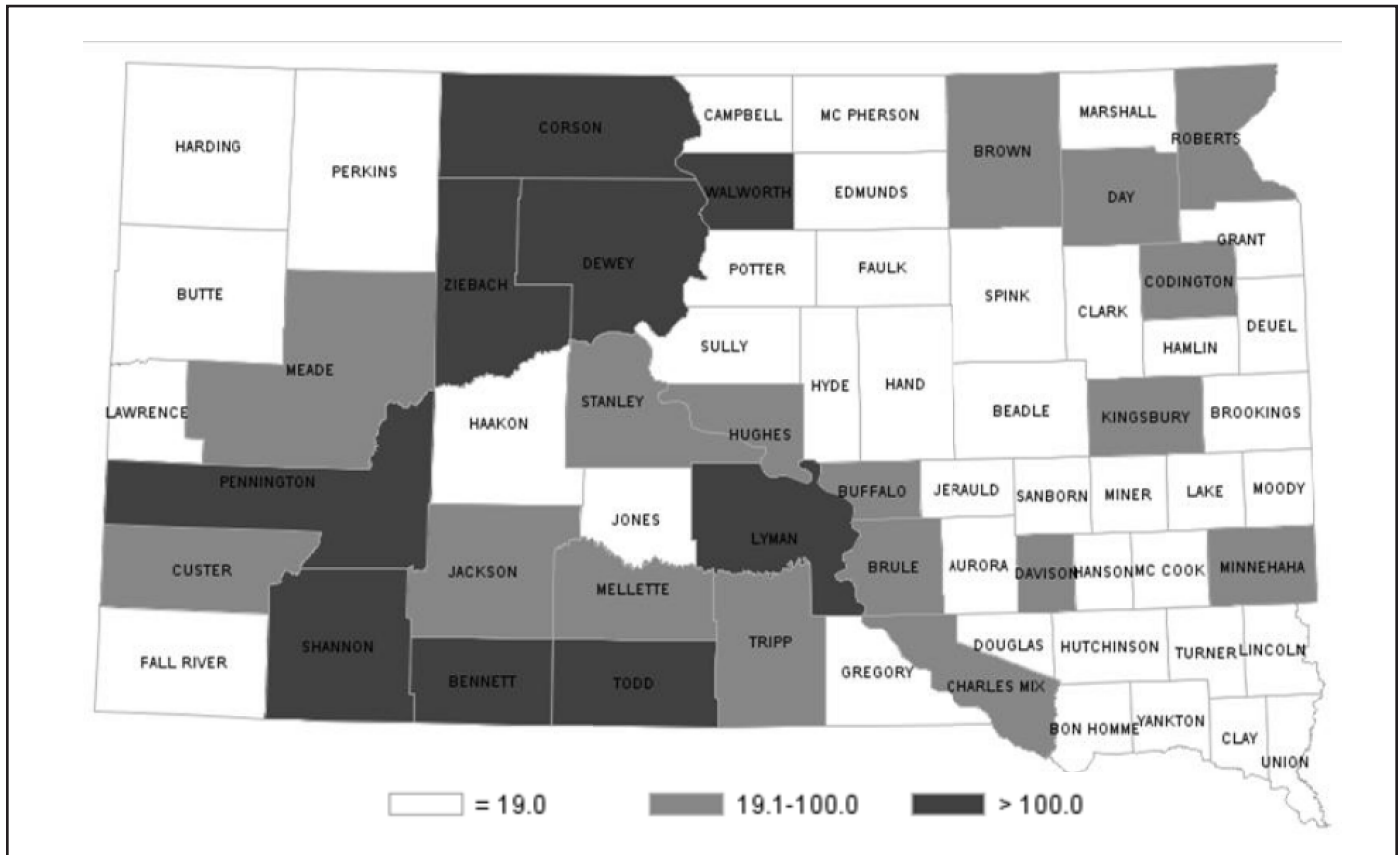 CAMPBELL
MC PHERSON
MARSHALL
ROBERTS
CORSON
HARDING
BROWN
PERKINS
WALWORTH
EDMUNDS
DAY
GRANT
DEWEY
POTTER
FAULK
ZIEBACH
BUTTE
SPINK
CODINGTON
CLARK
DEUEL
SULLY
HAMLIN
MEADE
HYDE
HAND
STANLEY
LAWRENCE
HAAKON
BEADLE
KINGSBURY
BROOKINGS
HUGHES
PENNINGTON
BUFFALO
JERAULD
SANBORN
MINER
LAKE
MOODY
JONES
LYMAN
CUSTER
JACKSON
BRULE
AURORA
DAVISON
HANSON
MC COOK
MINNEHAHA
MELLETTE
SHANNON
TRIPP
DOUGLAS
HUTCHINSON
TURNER
LINCOLN
FALL RIVER
BENNETT
TODD
GREGORY
CHARLES MIX
BON HOMME
YANKTON
CLAY
UNION
= 19.0
19.1-100.0
> 100.0